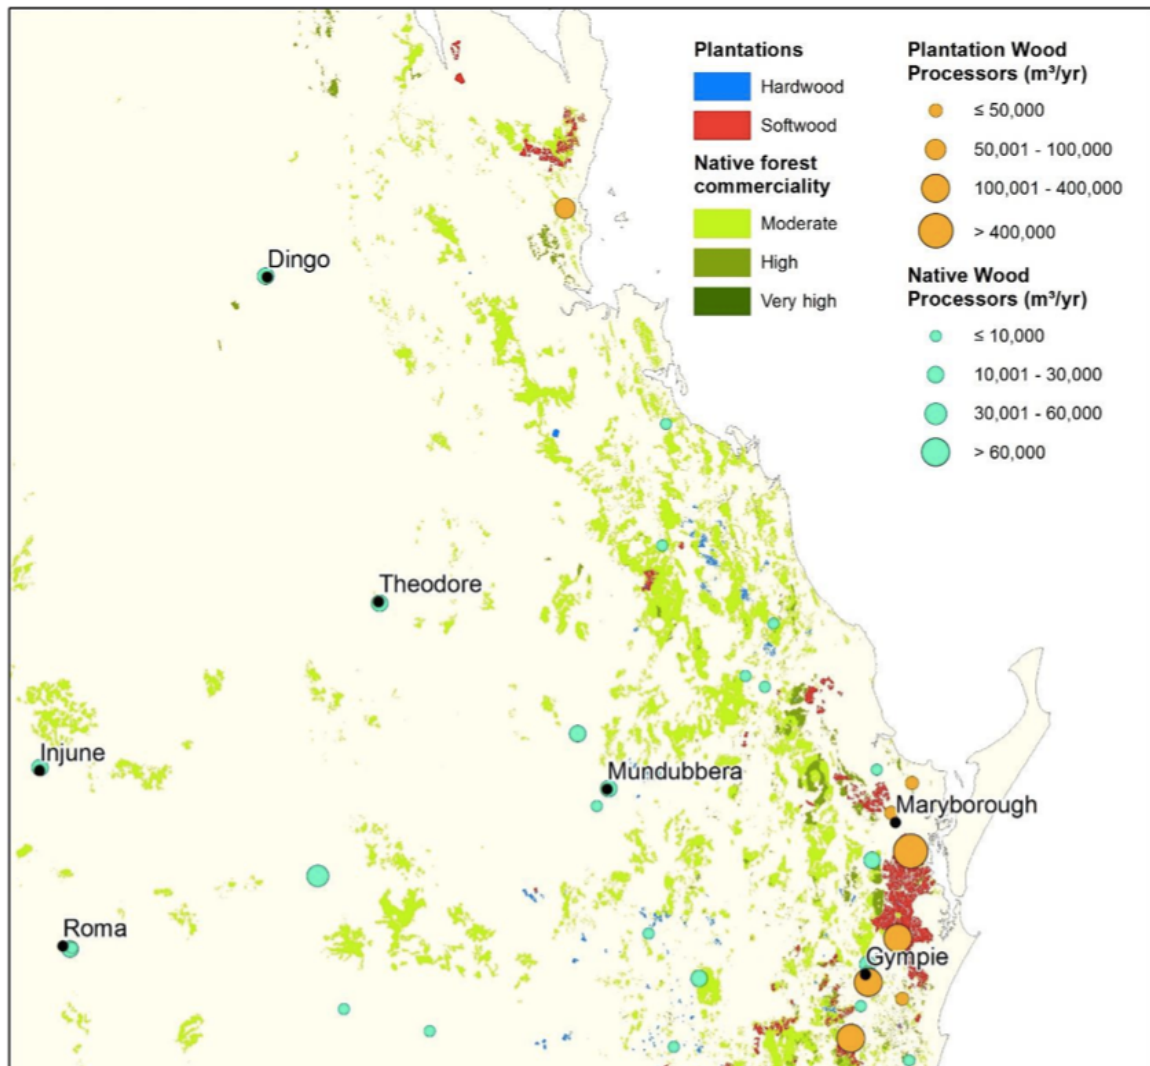 Plantations
Hardwood
Softwood
Native forest
commerciality
Moderate
High
Very high
Plantation Wood
Processors (m³/yr)
≤ 50,000
50,001 - 100,000
100,001 - 400,000
> 400,000
Native Wood
Processors (m³/yr)
≤ 10,000
10,001 - 30,000
30,001 - 60,000
> 60,000
Dingo
Theodore
Injune
Mundubbera
Maryborough
Roma
Gympie